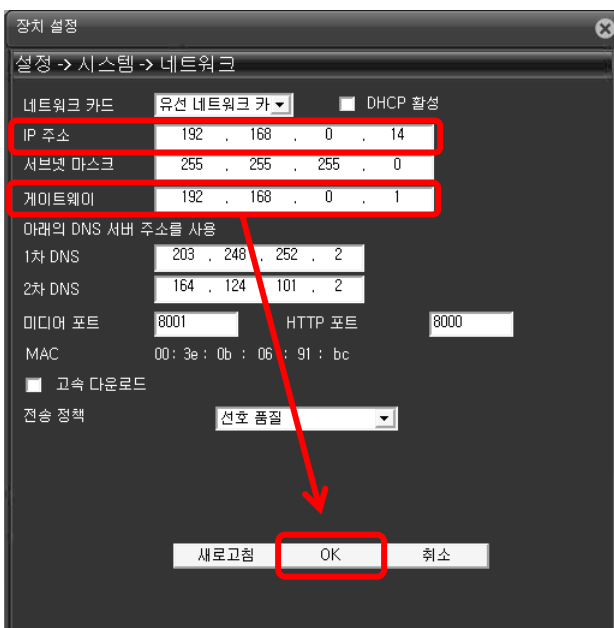 장치 설정
설정 -> 시스템 -> 네트워크
네트워크 카드 유선 네트워크 카 DHCP 활성
IP 주소 192 . 168 . 0 . 14
서브넷 마스크 255 . 255 . 255 . 0
게이트웨이 192 . 168 . 0 . 1
아래의 DNS 서버 주소를 사용
1차 DNS 203 . 248 . 252 . 2
2차 DNS 164 . 124 . 101 . 2
미디어 포트 8001 HTTP 포트 8000
MAC 00 : 3e : 0b : 06 : 91 : bc
고속 다운로드
전송 정책 선호 품질
새로고침 OK 취소